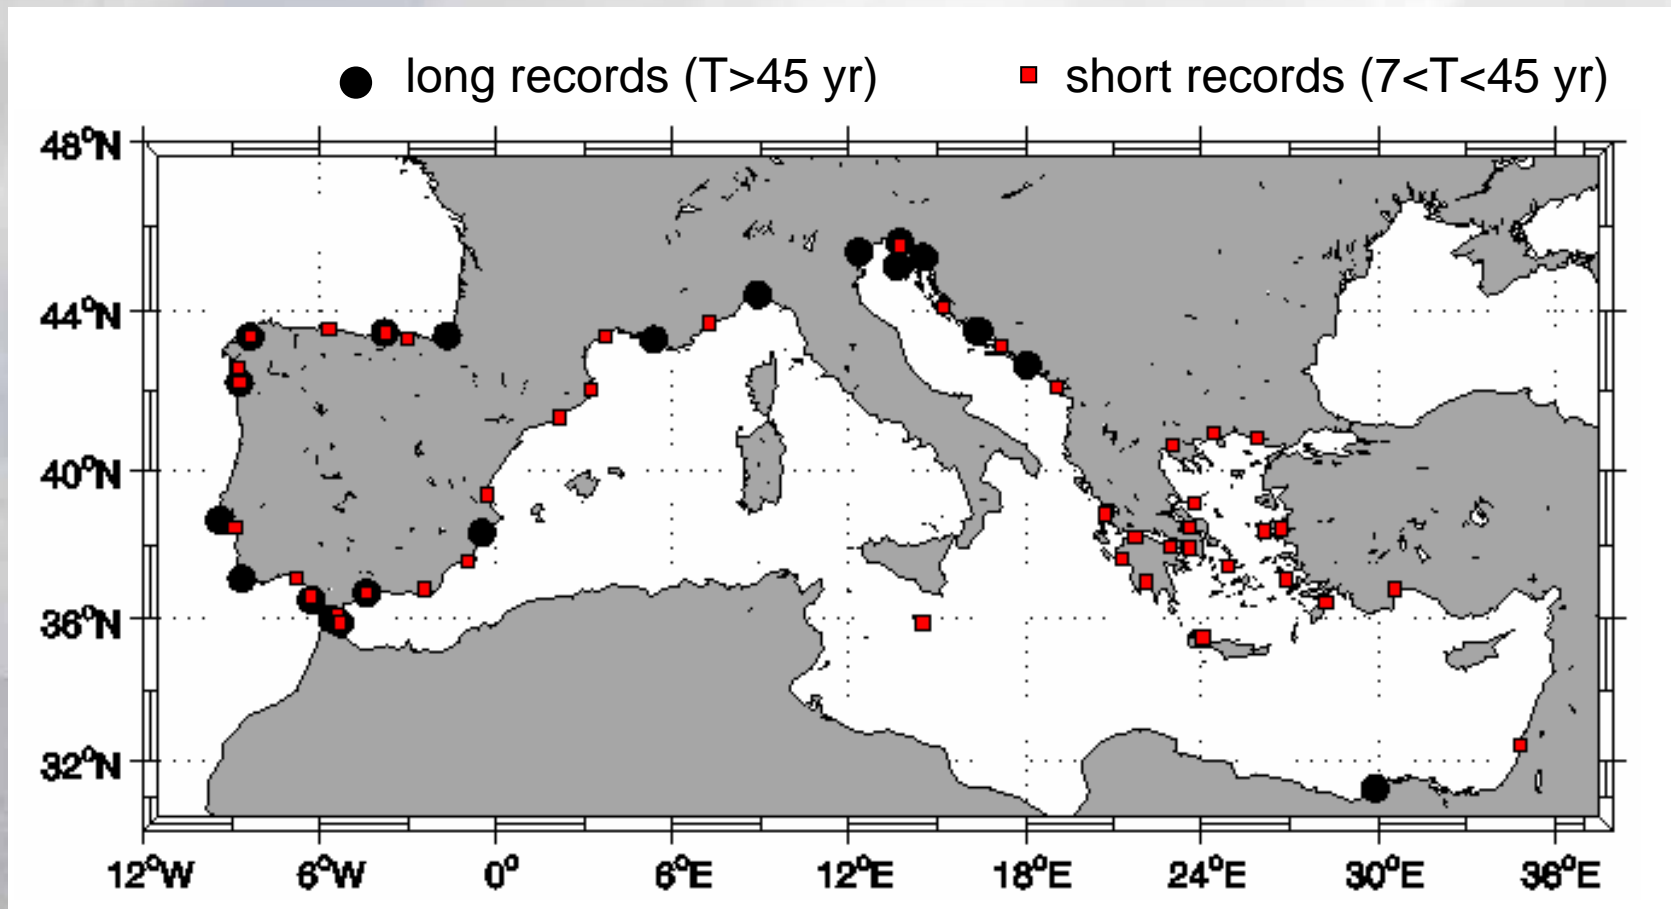 long records (T>45 yr) short records (7<T<45 yr)
48°N
44°N
40°N
36°N
32°N
12°W 6°W 0° 6°E 12°E 18°E 24°E 30°E 36°E